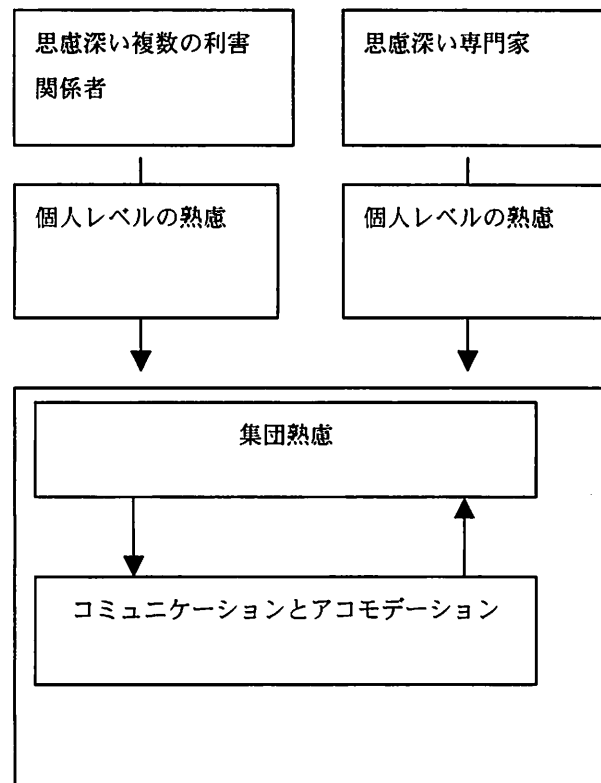 思慮深い複数の利害
関係者
思慮深い専門家
個人レベルの熟慮
個人レベルの熟慮
集団熟慮
コミュニケーションとアコモデーション